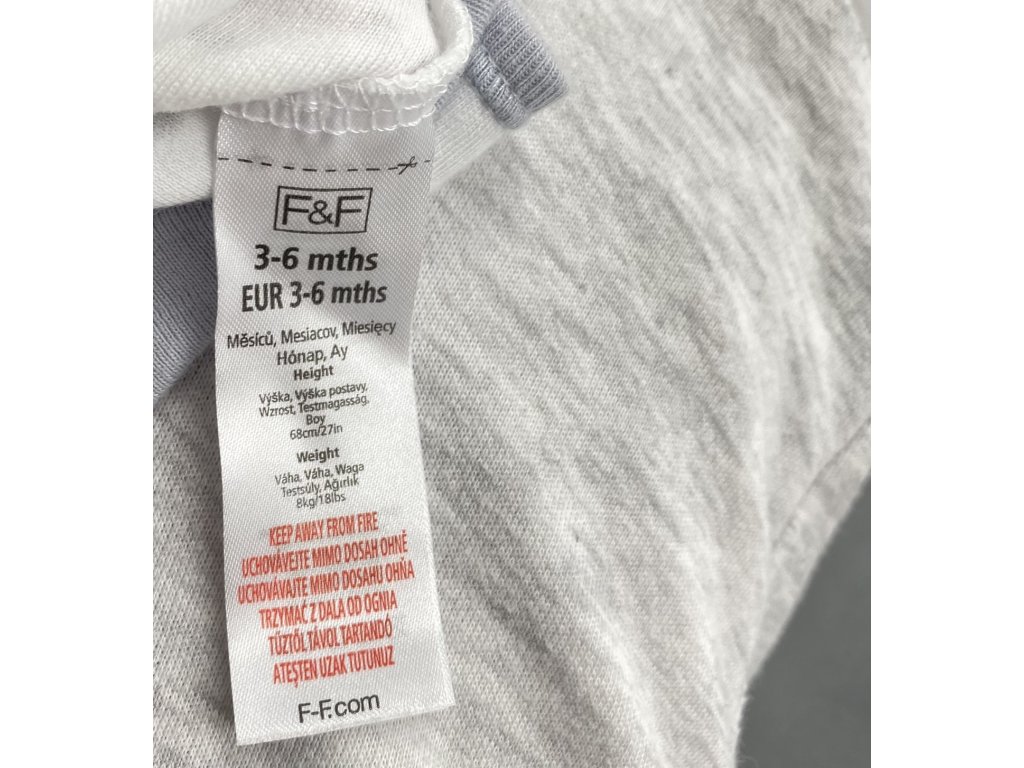 F&F
3-6 mths
EUR 3-6 mths
Měsíců, Mesiacov, Miesięcy
Hónap, Ay
Height
Výška, Výška postavy,
Wzrost, Testmagasság,
Boy
68cm/27in
Weight
Váha, Váha, Waga
Testsúly, Ağırlık
8kg/18lbs
KEEP AWAY FROM FIRE
UCHOVÁVEJTE MIMO DOSAH OHNĚ
UCHOVÁVAJTE MIMO DOSAHU OHŇA
TRZYMAĆ Z DALA OD OGNIA
TŰZTŐL TÁVOL TARTANDÓ
ATEŞTEN UZAK TUTUNUZ
F-F.com